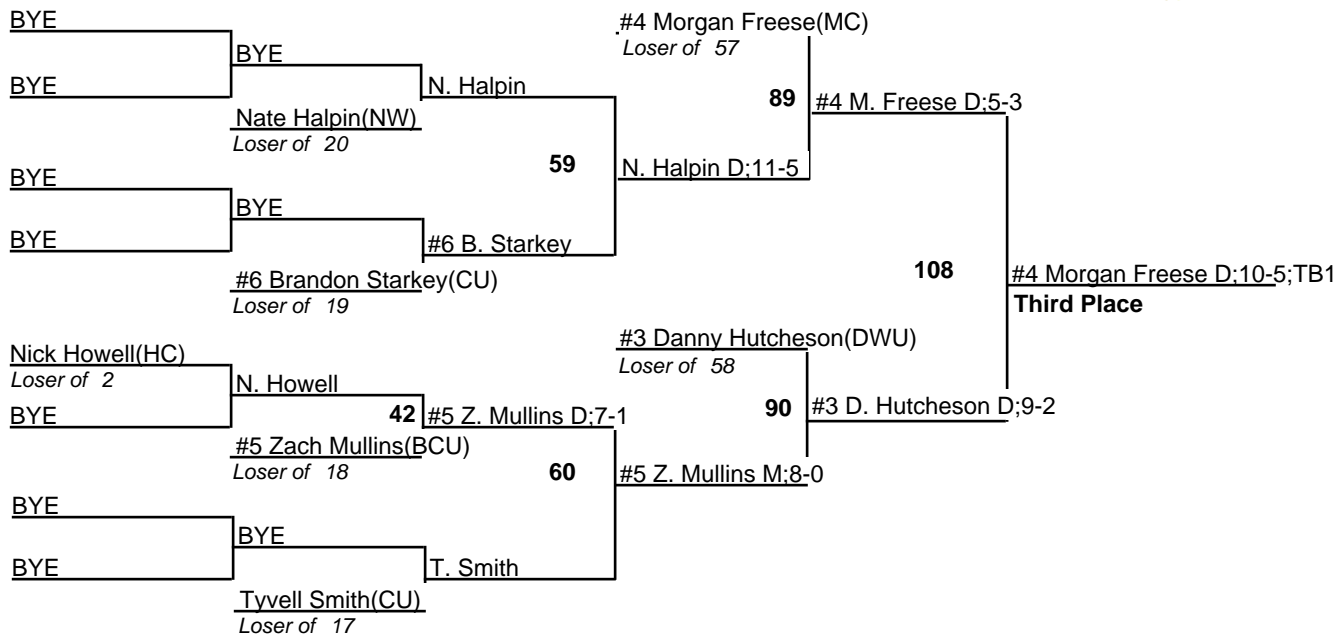 BYE
BYE
BYE
Nate Halpin(NW)
Loser of 20
N. Halpin
BYE
BYE
BYE
#6 Brandon Starkey(CU)
Loser of 19
#6 B. Starkey
59
N. Halpin D;11-5
#4 Morgan Freese(MC)
Loser of 57
89
#4 M. Freese D;5-3
Nick Howell(HC)
Loser of 2
BYE
N. Howell
#5 Zach Mullins(BCU)
Loser of 18
42
#5 Z. Mullins D;7-1
BYE
BYE
BYE
Tyvell Smith(CU)
Loser of 17
T. Smith
60
#5 Z. Mullins M;8-0
#3 Danny Hutcheson(DWU)
Loser of 58
90
#3 D. Hutcheson D;9-2
108
#4 Morgan Freese D;10-5;TB1
Third Place